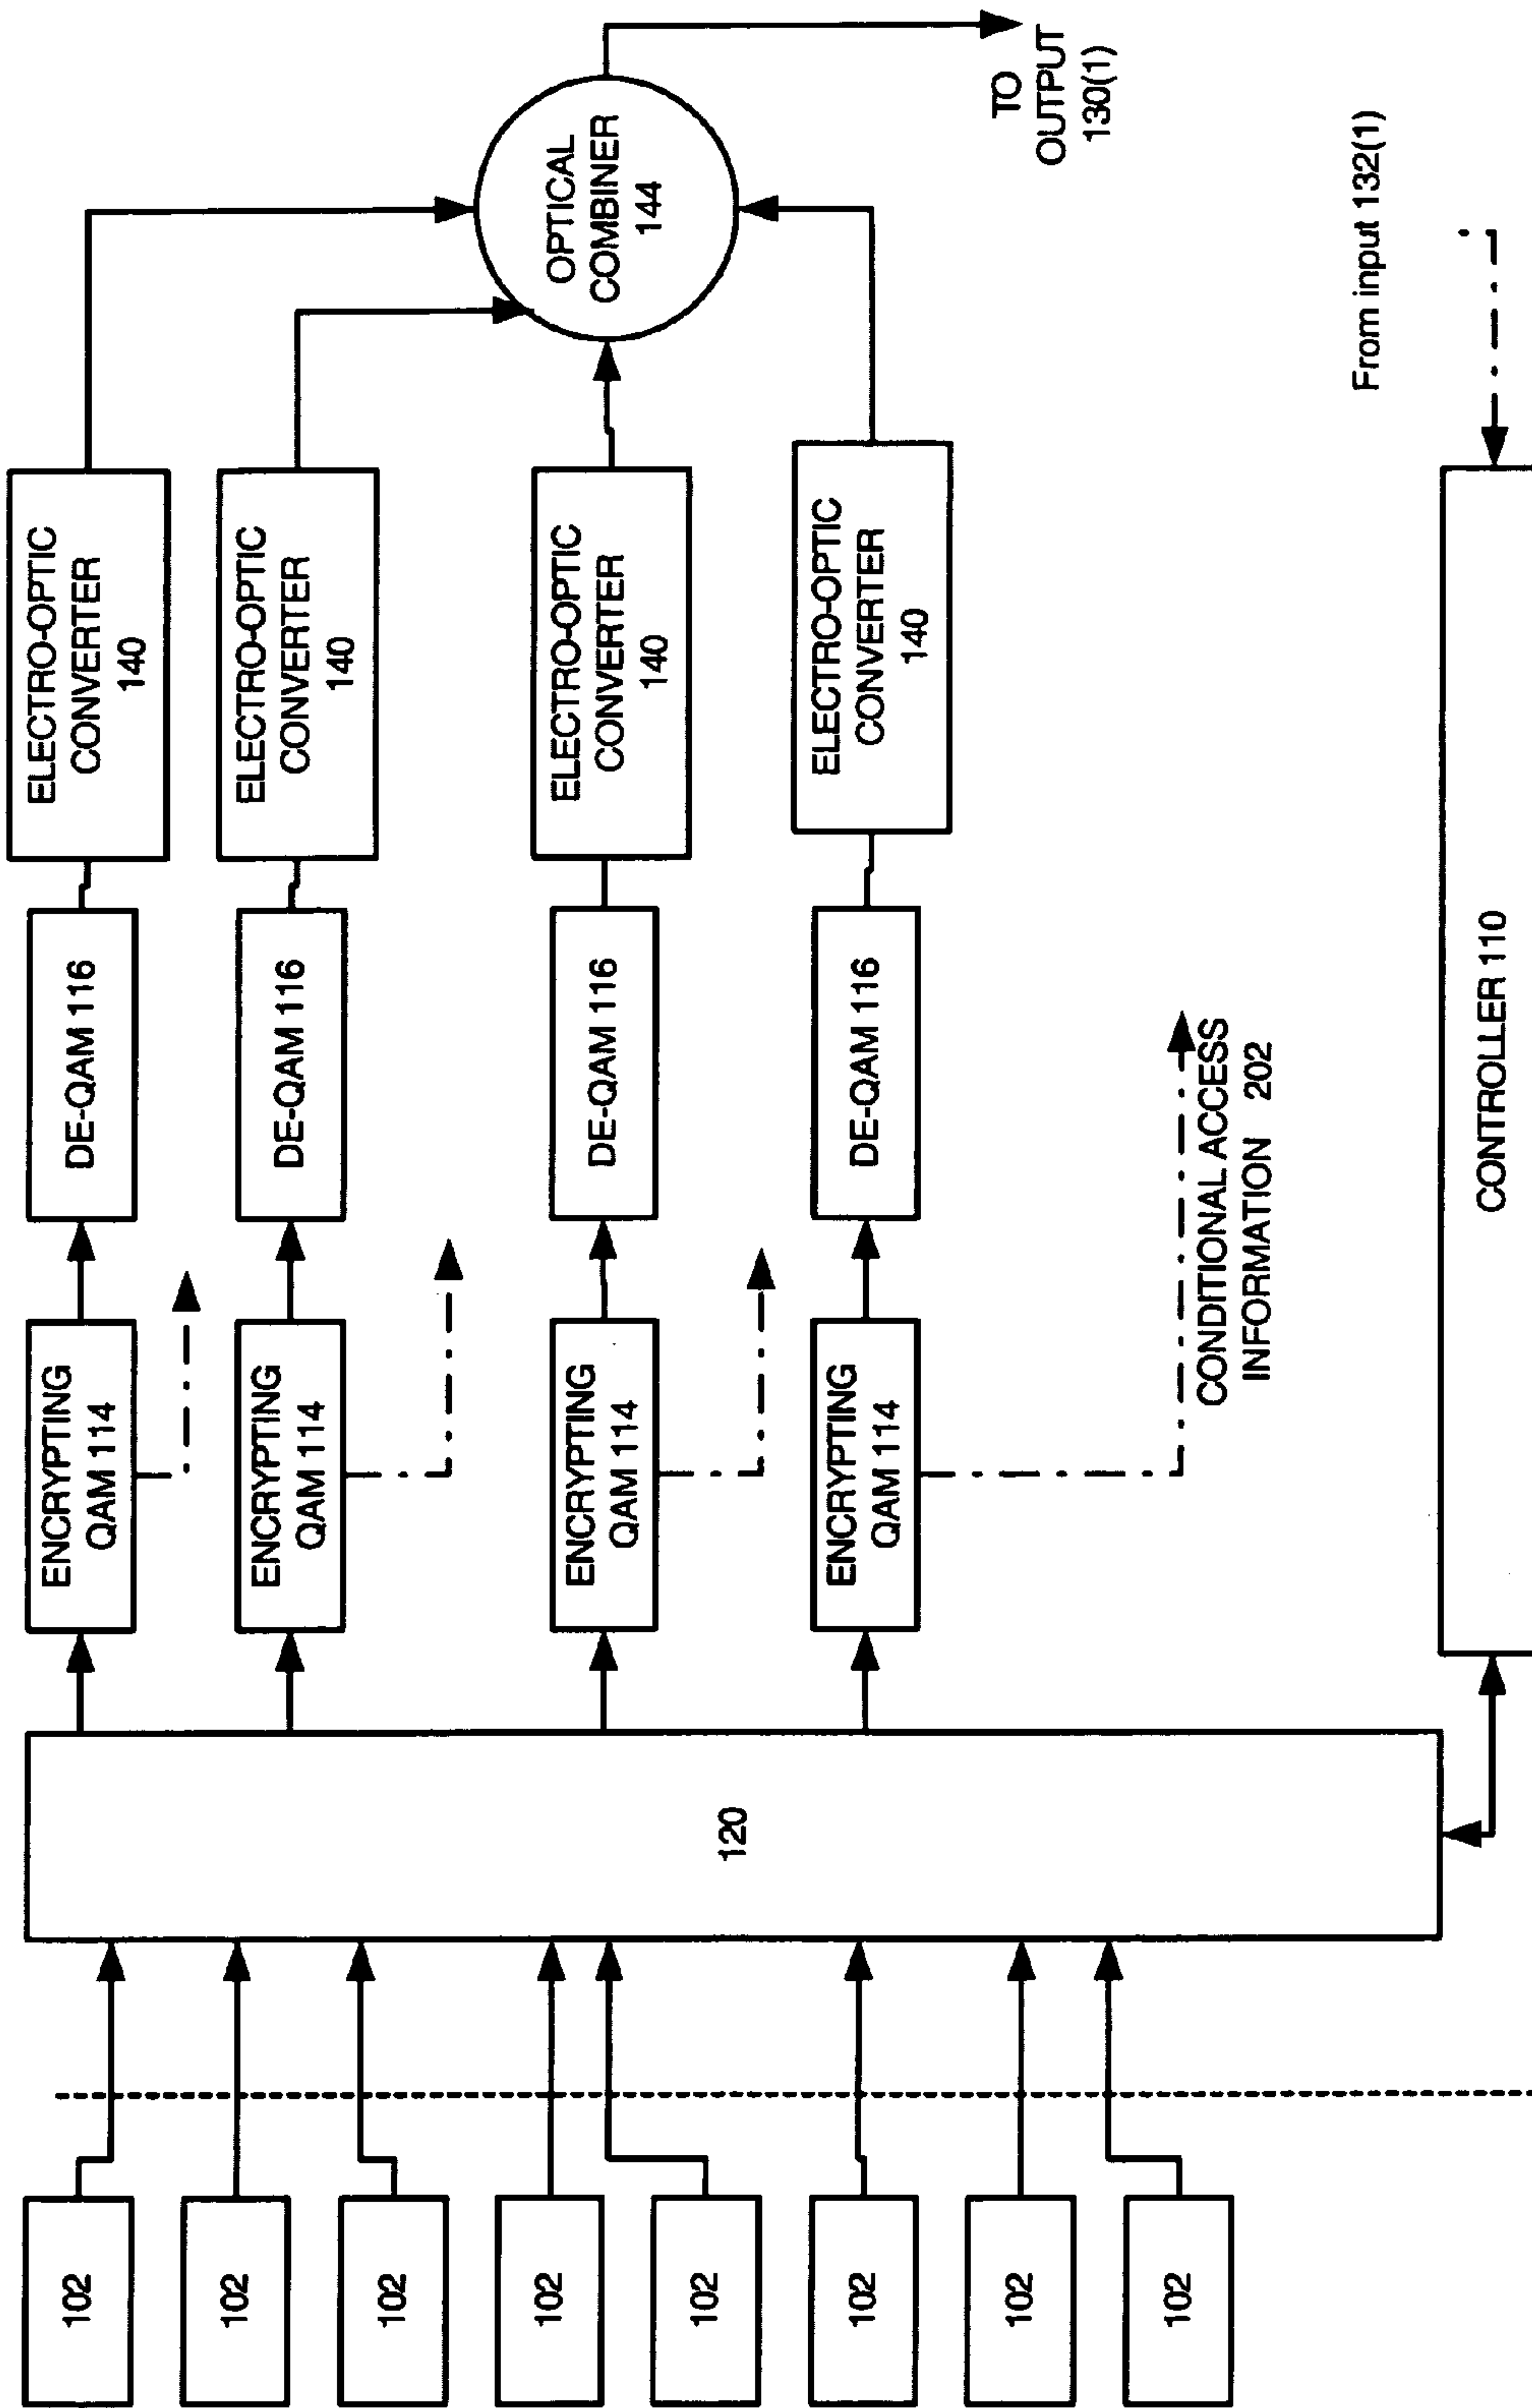 102
102
102
102
102
102
102
102
120
ENCRYPTING
QAM 114
DE-QAM 116
ELECTRO-OPTIC
CONVERTER
140
ENCRYPTING
QAM 114
DE-QAM 116
ELECTRO-OPTIC
CONVERTER
140
ENCRYPTING
QAM 114
DE-QAM 116
ELECTRO-OPTIC
CONVERTER
140
ENCRYPTING
QAM 114
DE-QAM 116
ELECTRO-OPTIC
CONVERTER
140
OPTICAL
COMBINER
144
TO
OUTPUT
130(1)
CONDITIONAL ACCESS
INFORMATION 202
From input 132(1)
CONTROLLER 110